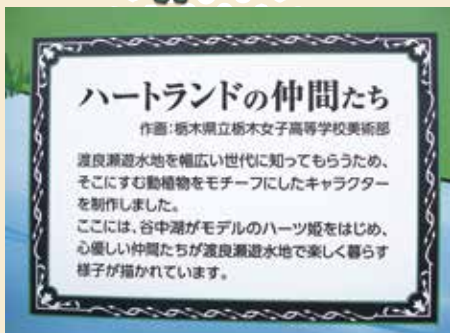 ハートランドの仲間たち
作画:栃木県立栃木女子高等学校美術部
渡良瀬遊水地を幅広い世代に知ってもらうため、
そこにすむ動植物をモチーフにしたキャラクター
を制作しました。
ここには、谷中湖がモデルのハーツ姫をはじめ、
心優しい仲間たちが渡良瀬遊水地で楽しく暮らす
様子が描かれています。